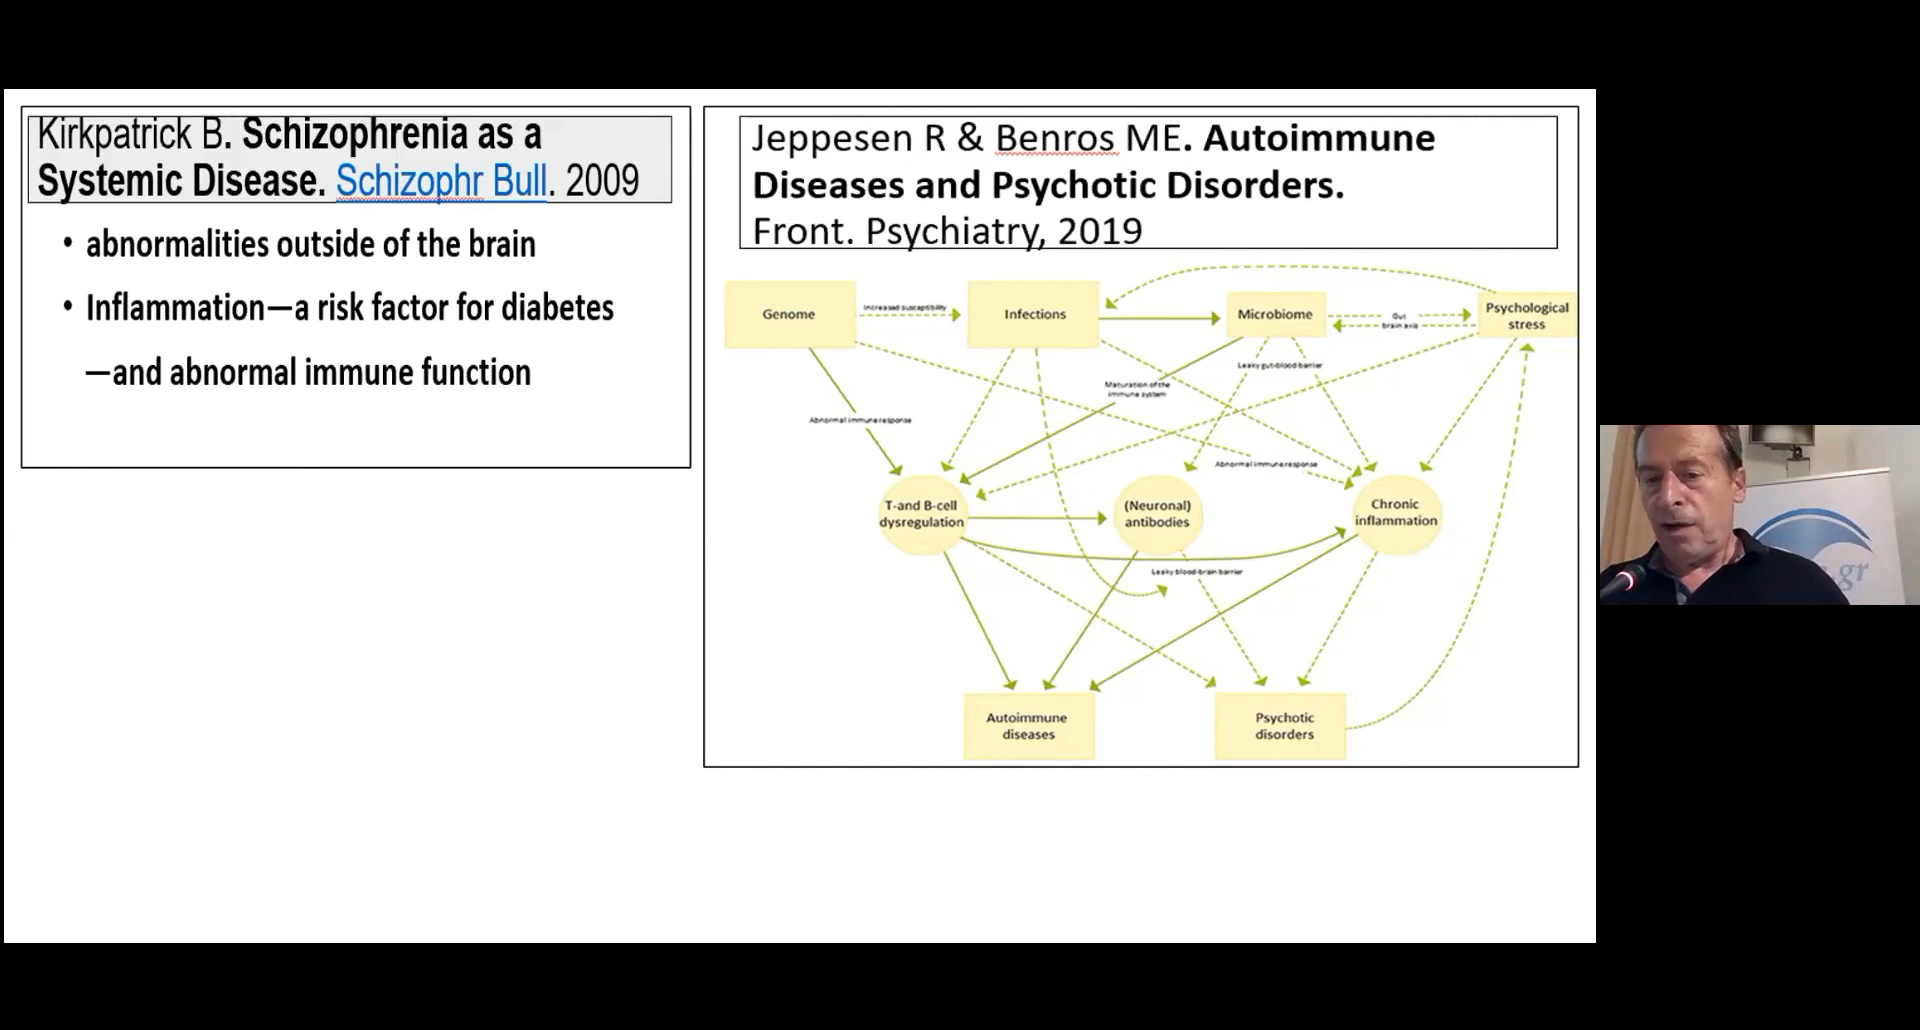 Kirkpatrick B. Schizophrenia as a
Systemic Disease. Schizophr Bull. 2009
• abnormalities outside of the brain
• Inflammation—a risk factor for diabetes
—and abnormal immune function
Jeppesen R & Benros ME. Autoimmune
Diseases and Psychotic Disorders.
Front. Psychiatry, 2019
Genome
Increased susceptibility
Infections
Microbiome
Gut
brain axis
Psychological
stress
Leaky gut-blood-barrier
Maturation of the
immune system
Abnormal immune response
Abnormal immune response
T-and B-cell
dysregulation
(Neuronal)
antibodies
Chronic
inflammation
Leaky blood-brain barrier
Autoimmune
diseases
Psychotic
disorders
.gr